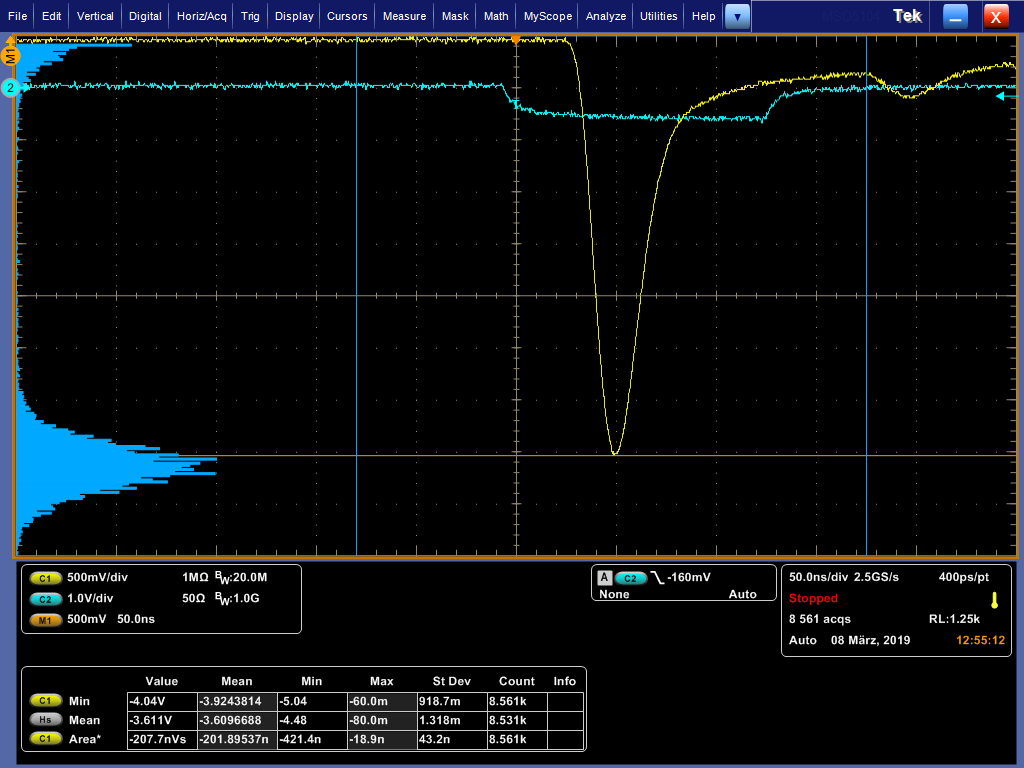 File Edit Vertical Digital Horiz/Acq Trig Display Cursors Measure Mask Math MyScope Analyze Utilities Help Tek X
M1
2
C1 500mV/div 1MΩ BW:20.0M
C2 1.0V/div 50Ω BW:1.0G
M1 500mV 50.0ns
A C2 -160mV
None Auto
50.0ns/div 2.5GS/s 400ps/pt
Stopped
8 561 acqs RL:1.25k
Auto 08 März, 2019 12:55:12
Value Mean Min Max St Dev Count Info
C1 Min -4.04V -3.9243814 -5.04 -60.0m 918.7m 8.561k
Hs Mean -3.611V -3.6096688 -4.48 -80.0m 1.318m 8.531k
C1 Area* -207.7nVs -201.89537n -421.4n -18.9n 43.2n 8.561k